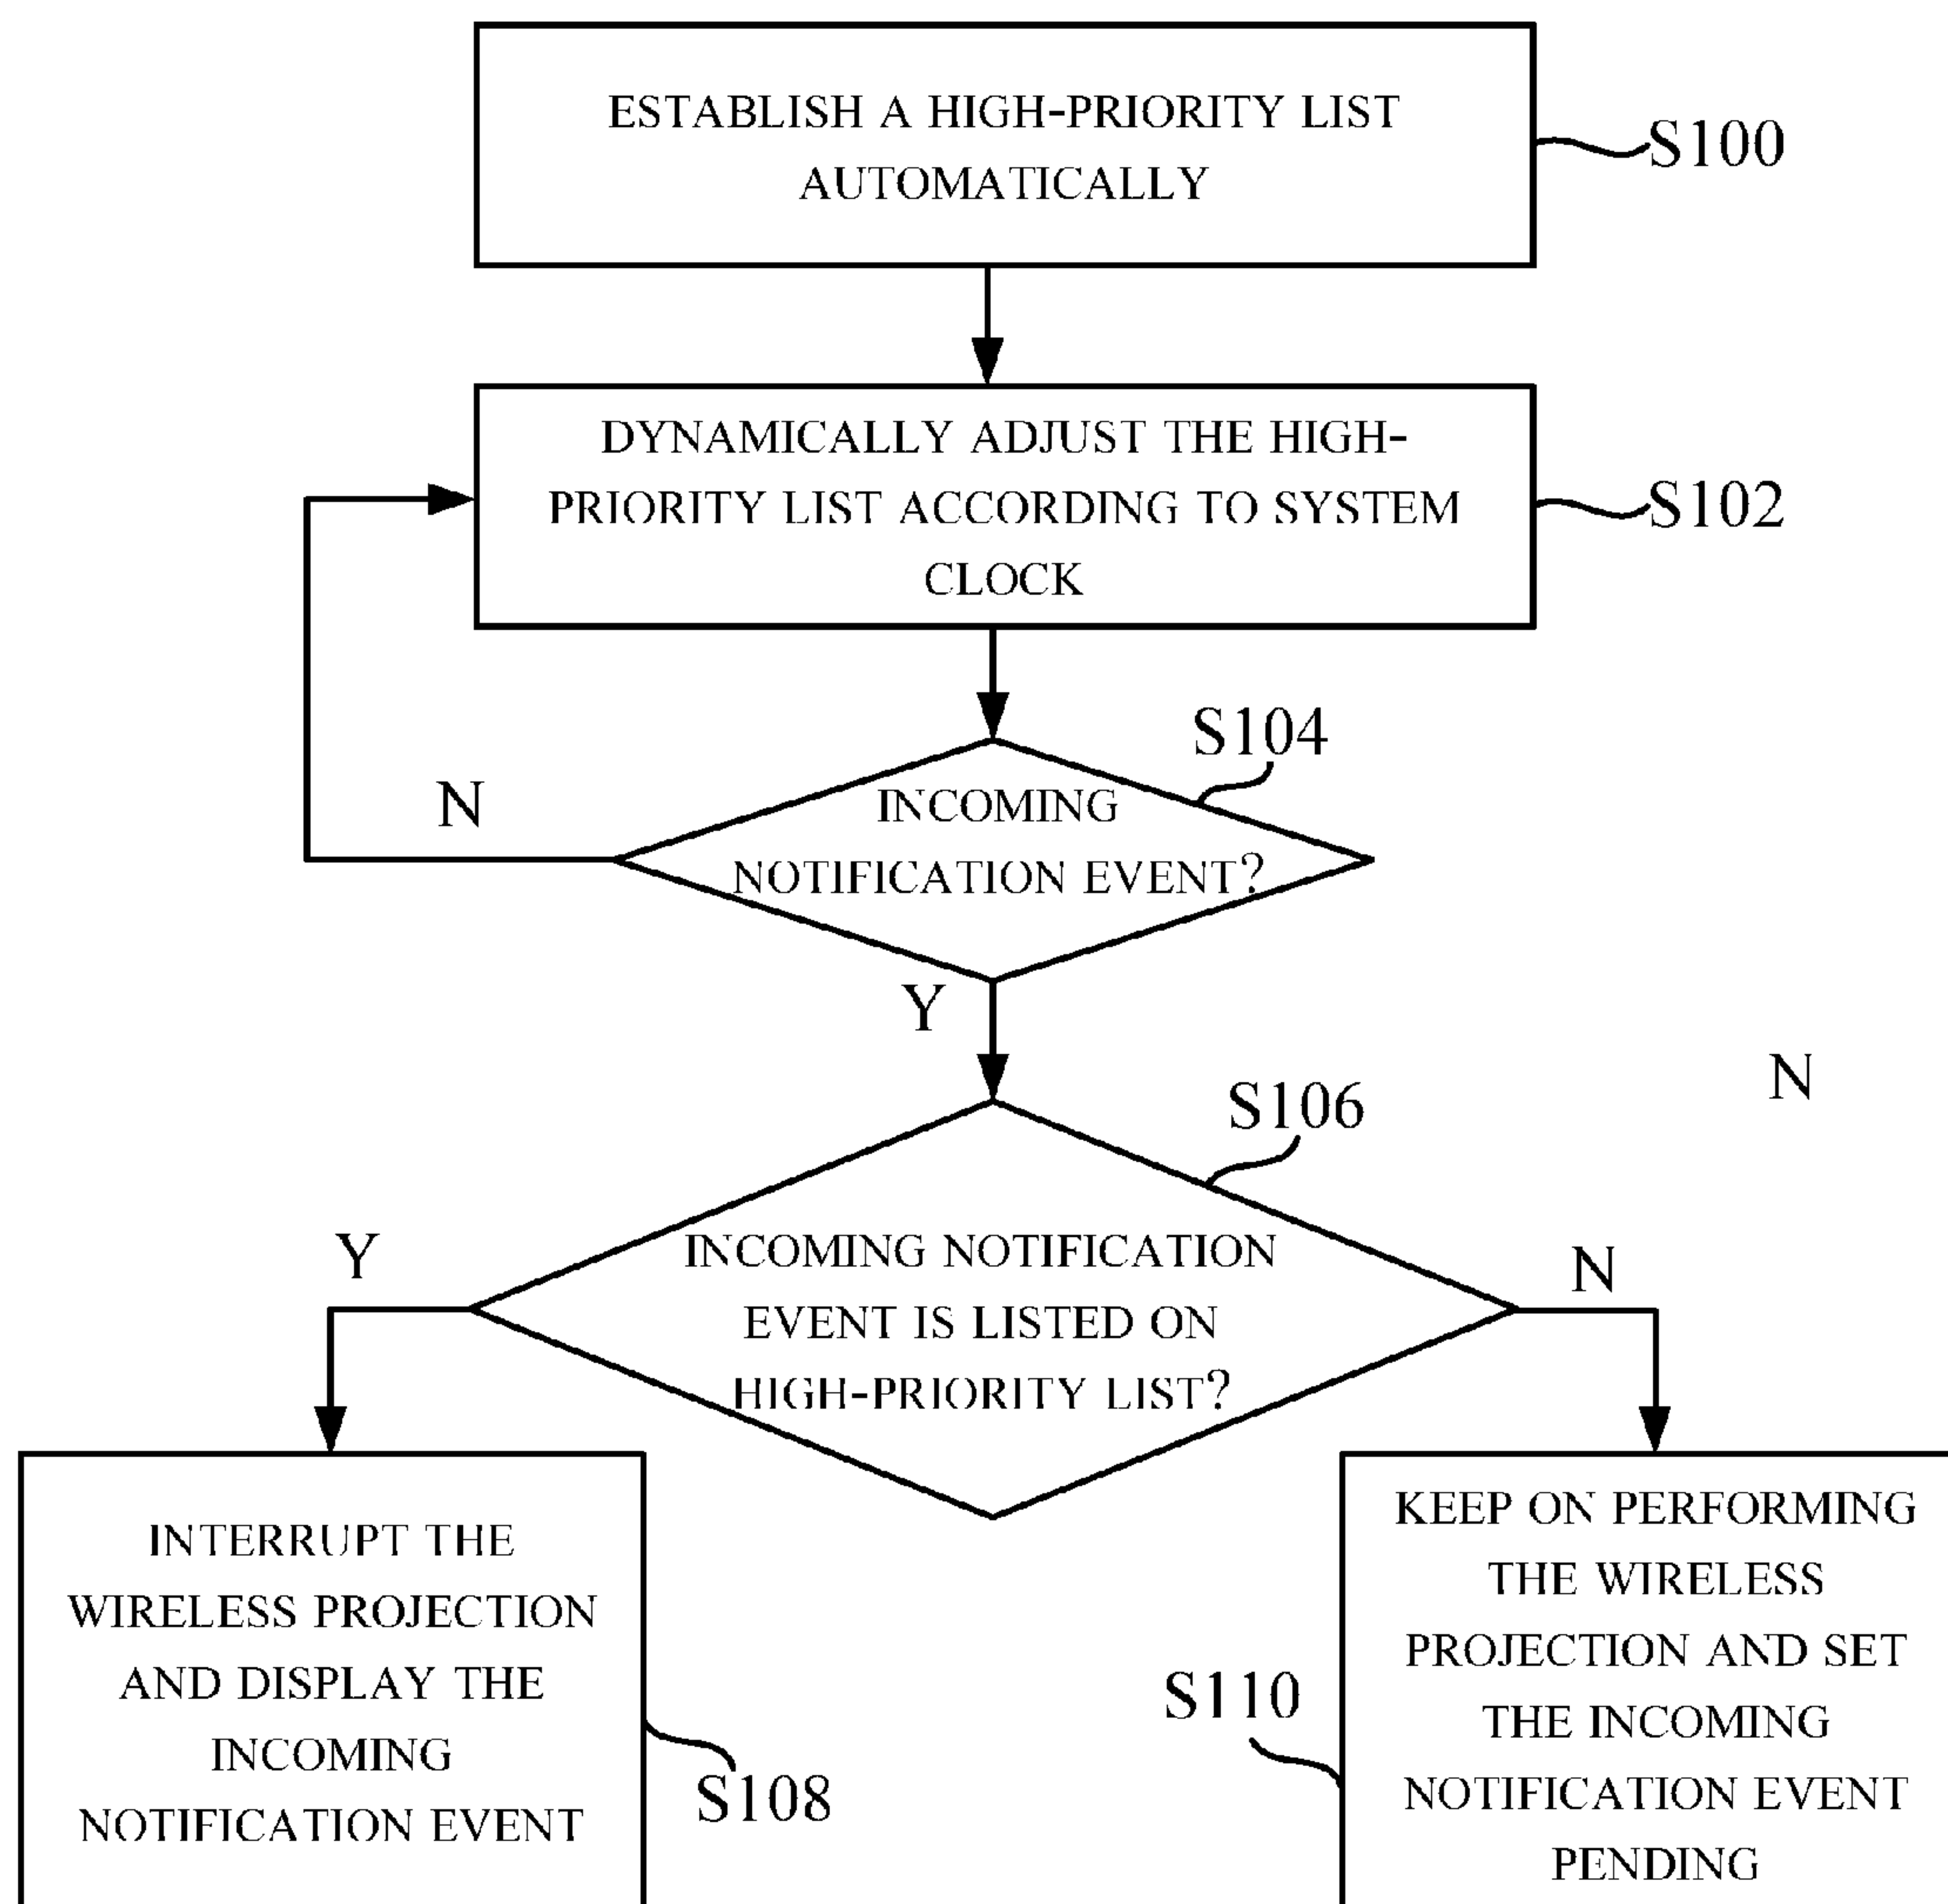 ESTABLISH A HIGH-PRIORITY LIST
AUTOMATICALLY
S100
DYNAMICALLY ADJUST THE HIGH-
PRIORITY LIST ACCORDING TO SYSTEM
CLOCK
S102
S104
INCOMING
NOTIFICATION EVENT?
N
Y
N
S106
INCOMING NOTIFICATION
EVENT IS LISTED ON
HIGH-PRIORITY LIST?
Y
N
INTERRUPT THE
WIRELESS PROJECTION
AND DISPLAY THE
INCOMING
NOTIFICATION EVENT
S108
KEEP ON PERFORMING
THE WIRELESS
PROJECTION AND SET
THE INCOMING
NOTIFICATION EVENT
PENDING
S110